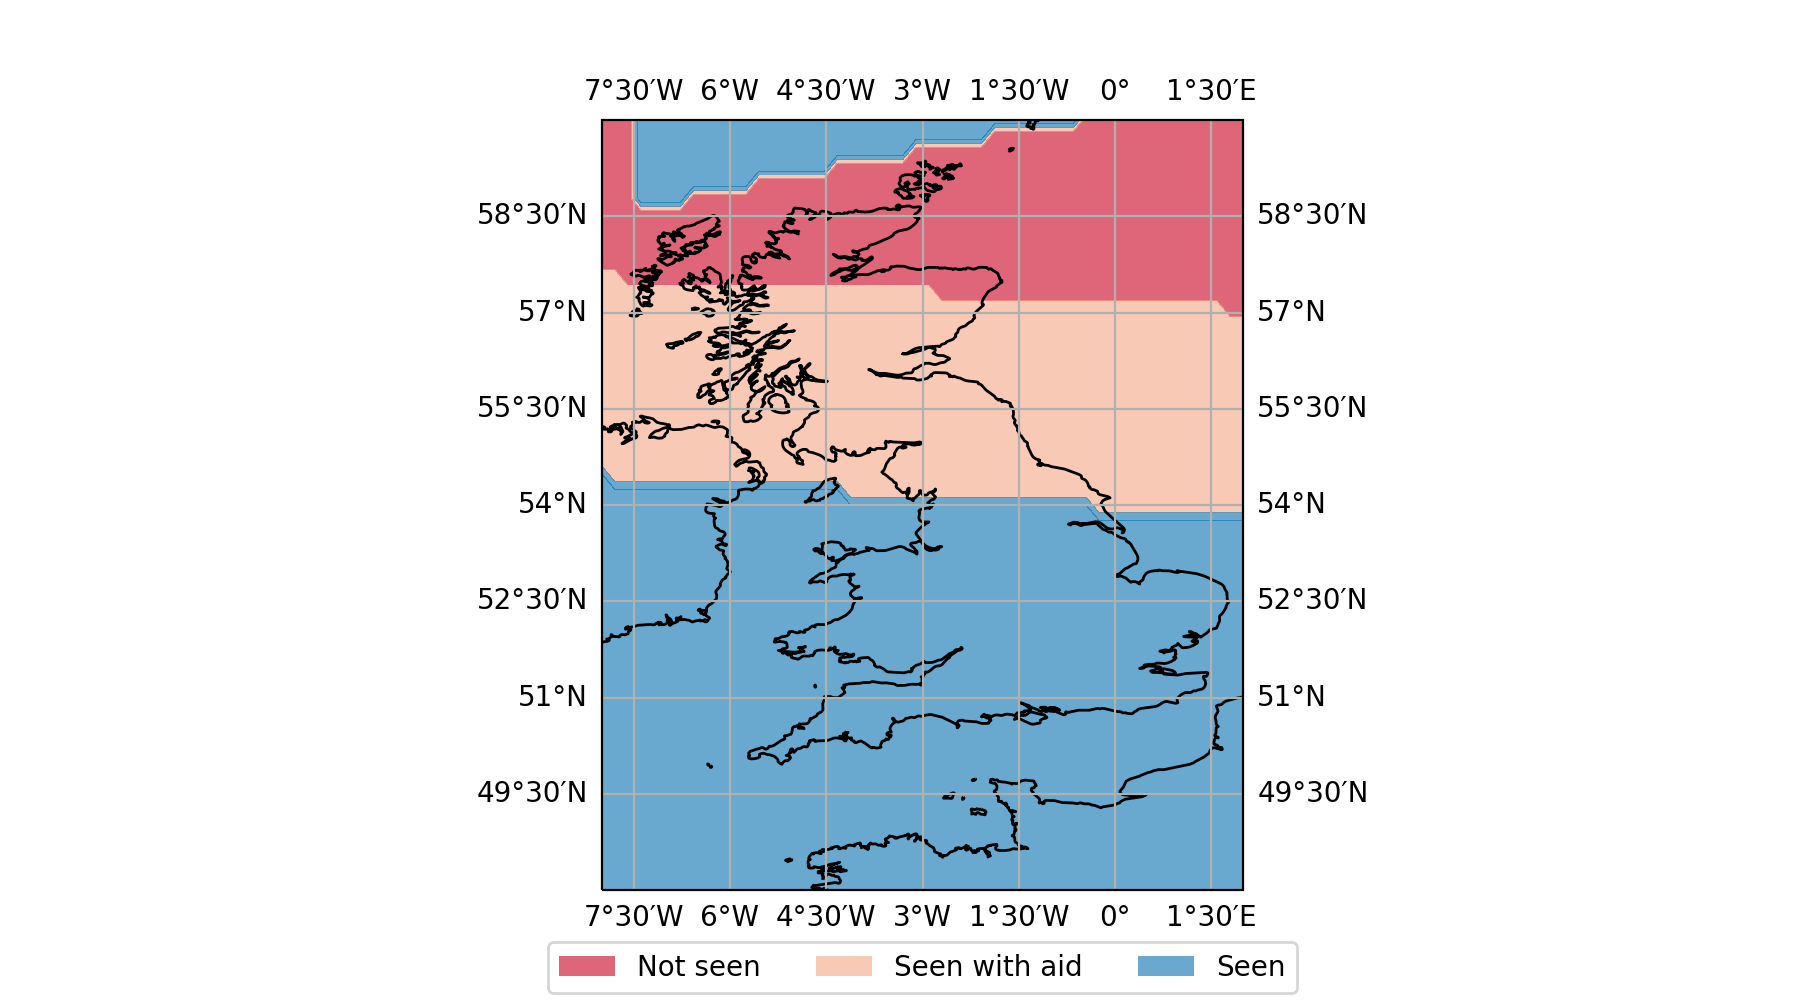 7°30′W 6°W 4°30′W 3°W 1°30′W 0° 1°30′E
58°30′N 58°30′N
57°N 57°N
55°30′N 55°30′N
54°N 54°N
52°30′N 52°30′N
51°N 51°N
49°30′N 49°30′N
7°30′W 6°W 4°30′W 3°W 1°30′W 0° 1°30′E
Not seen Seen with aid Seen